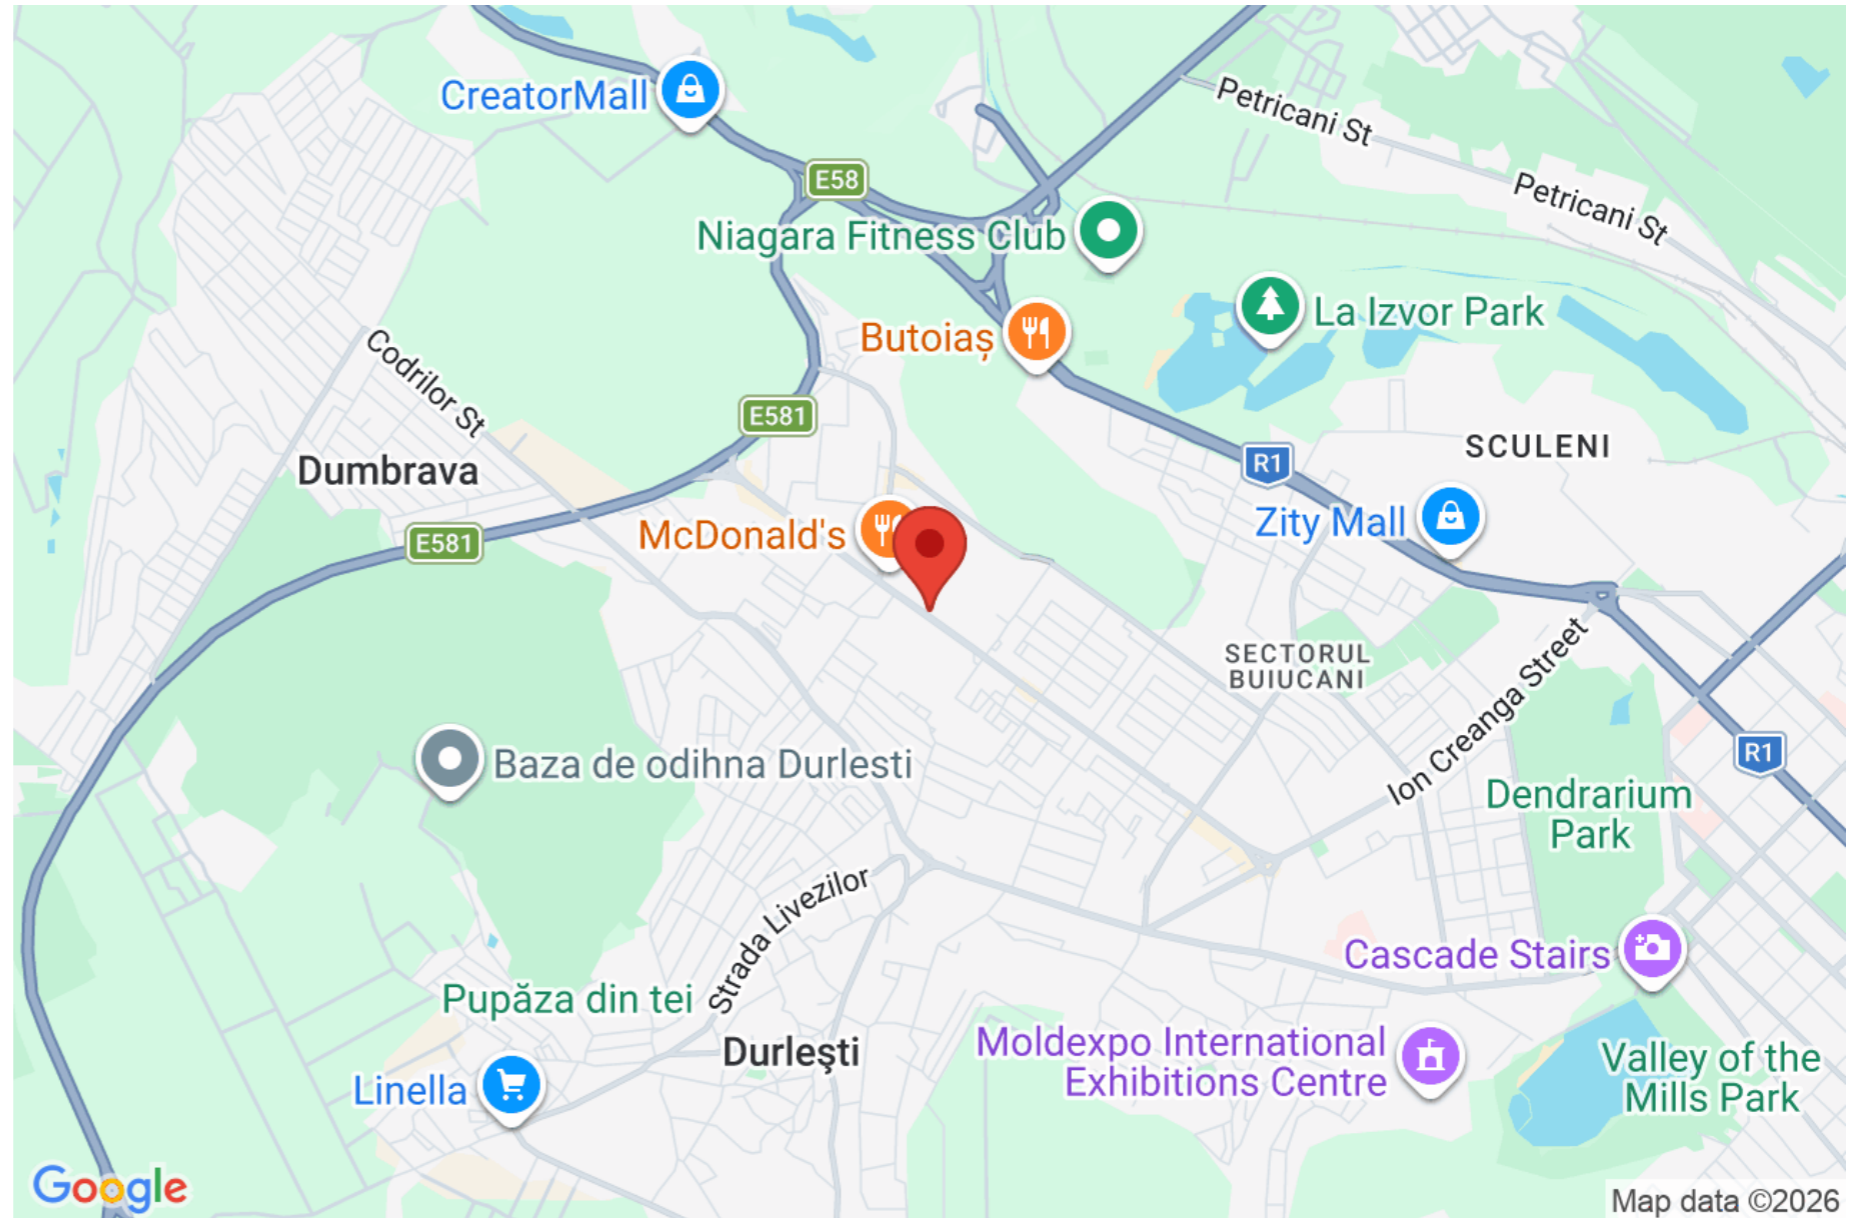 CreatorMall
Petricani St
E58
Petricani St
Niagara Fitness Club
La Izvor Park
Butoiaș
Codrilor St
E581
Dumbrava
R1
SCULENI
E581
McDonald's
Zity Mall
SECTORUL
BUIUCANI
Ion Creanga Street
R1
Baza de odihna Durlesti
Dendrarium
Park
Strada Livezilor
Cascade Stairs
Pupăza din tei
Durleşti
Moldexpo International
Exhibitions Centre
Valley of the
Mills Park
Linella
Google
Map data ©2026